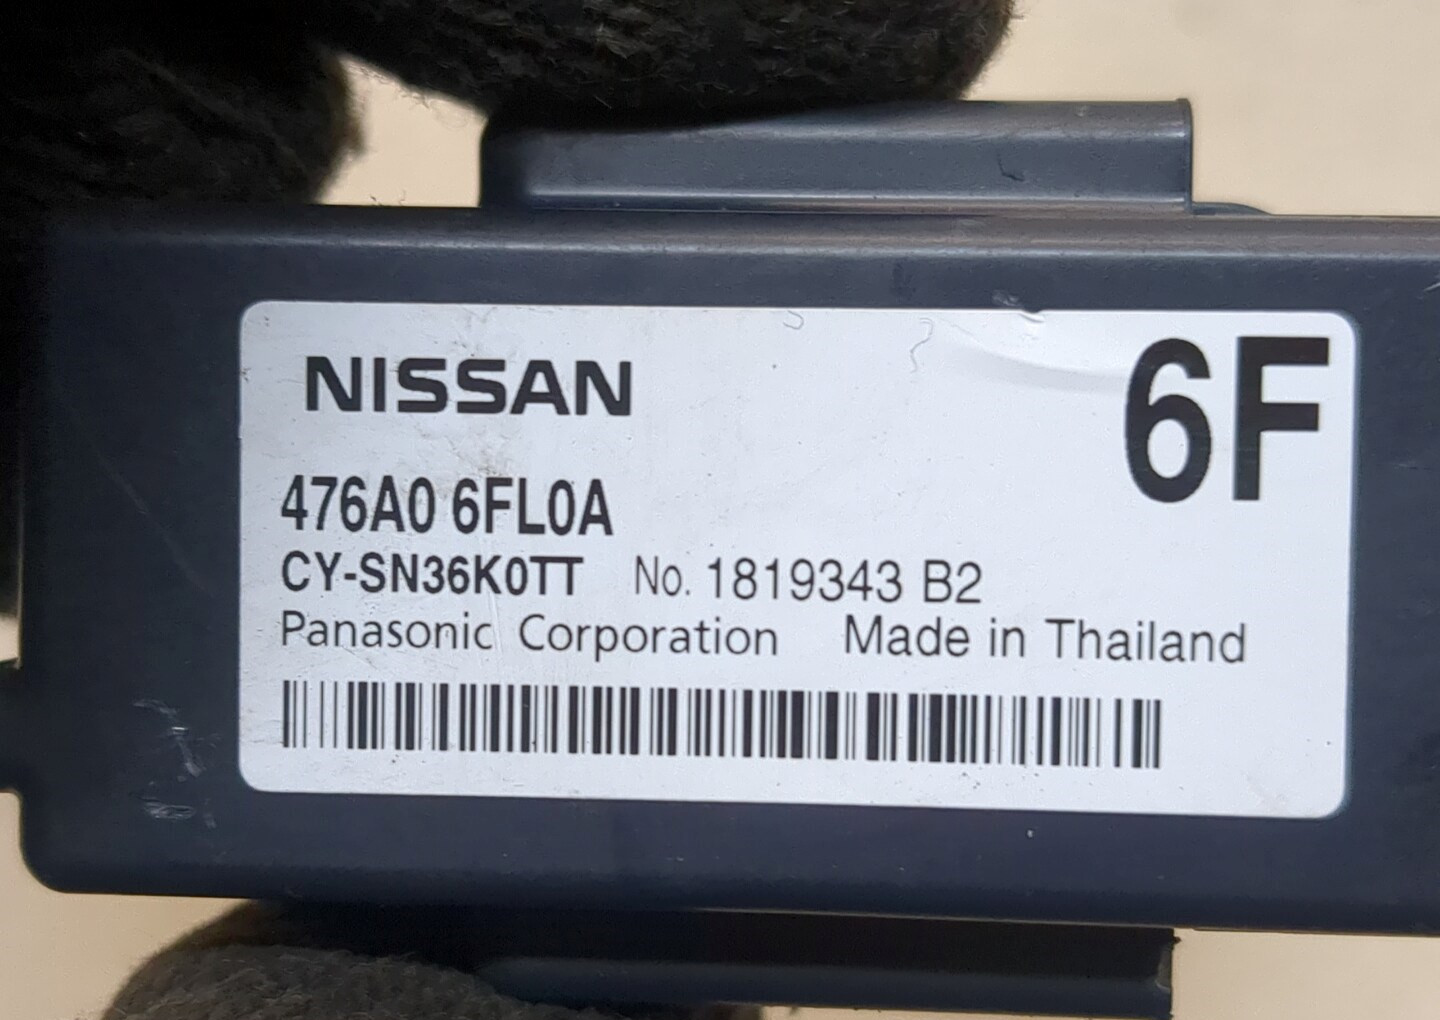 NISSAN
6F
476A0 6FL0A
CY-SN36K0TT No. 1819343 B2
Panasonic Corporation Made in Thailand